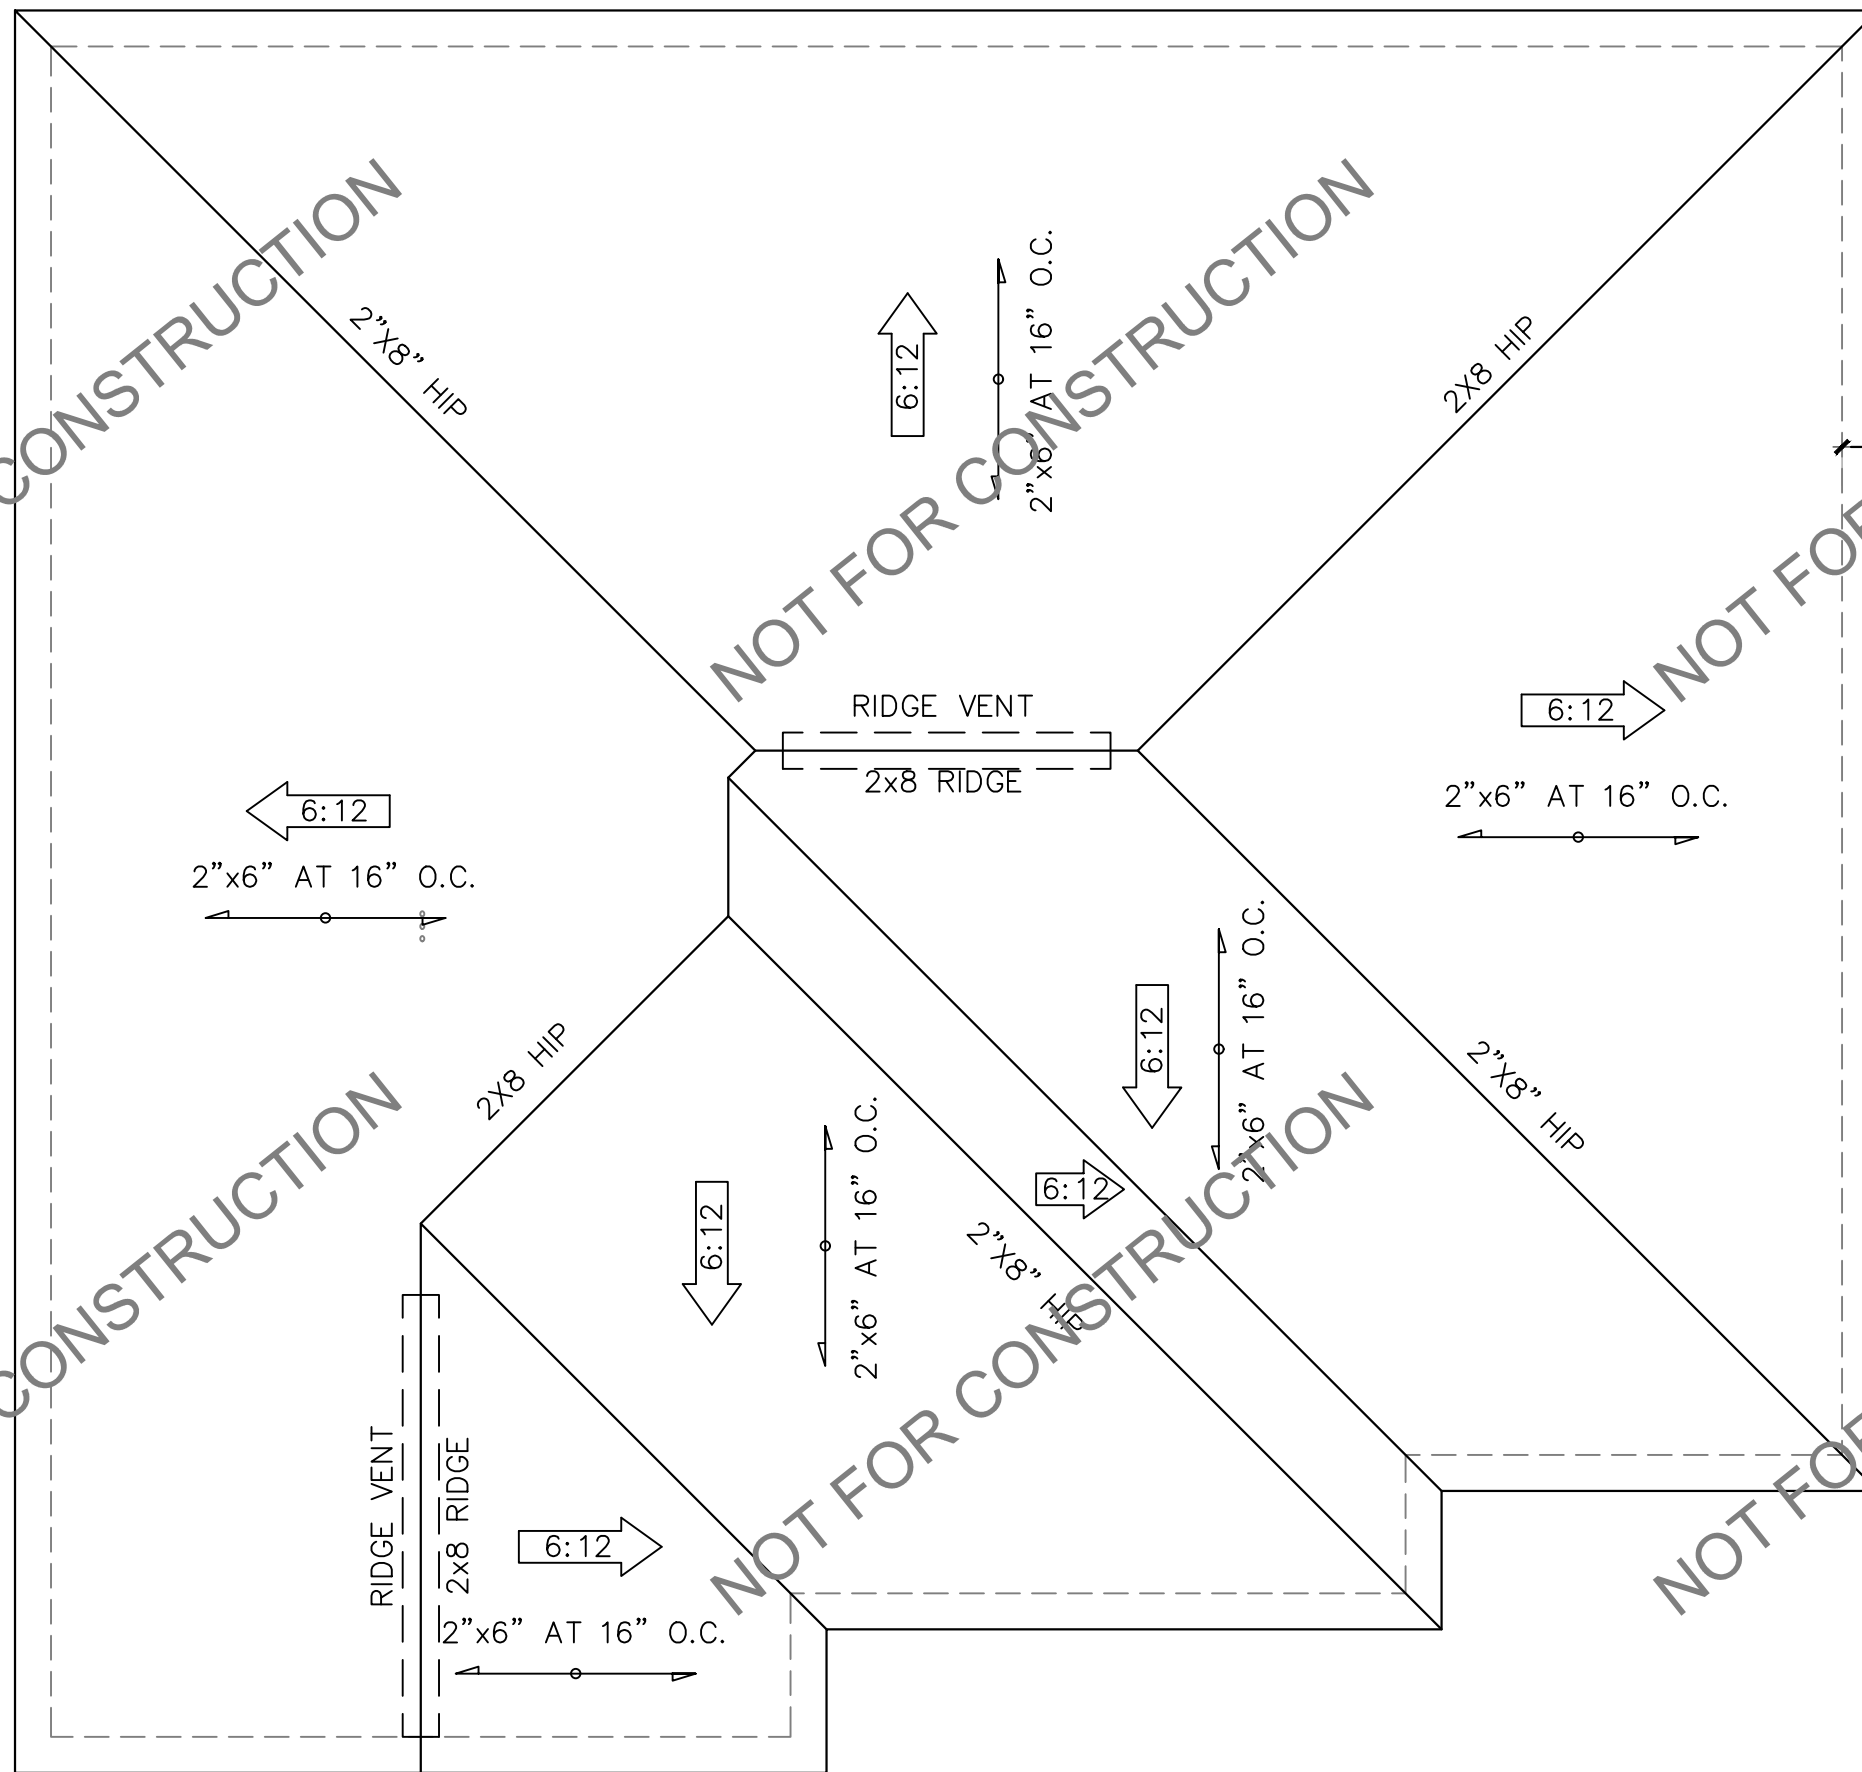 CONSTRUCTION
NOT FOR CONSTRUCTION
NOT FOR
2"X8" HIP
6:12
2"x6" AT 16" O.C.
2X8 HIP
RIDGE VENT
2x8 RIDGE
6:12
2"x6" AT 16" O.C.
6:12
2"x6" AT 16" O.C.
2X8 HIP
6:12
2"x6" AT 16" O.C.
2"X8" HIP
6:12
2"x6" AT 16" O.C.
6:12
2"X8" HIP
CONSTRUCTION
NOT FOR CONSTRUCTION
NOT FOR
RIDGE VENT
2x8 RIDGE
6:12
2"x6" AT 16" O.C.